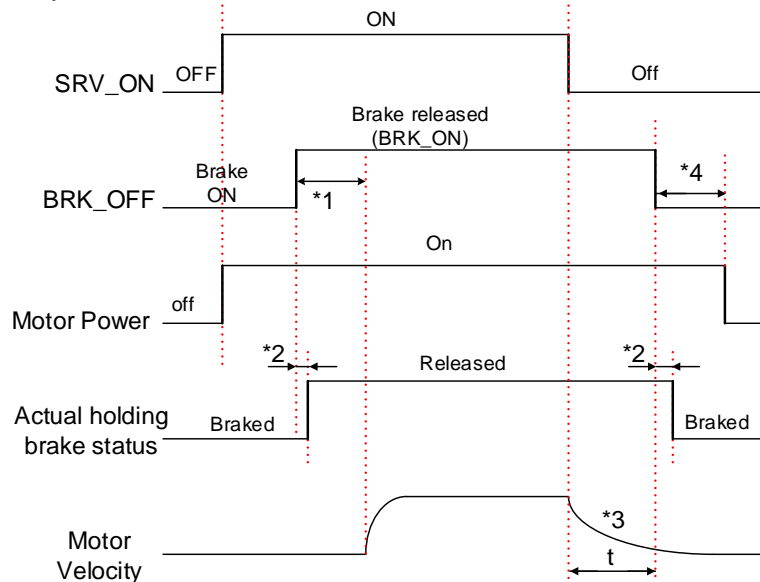 ON
OFF
Off
SRV_ON
Brake released
(BRK_ON)
Brake
ON
*1
*4
BRK_OFF
On
off
Motor Power
*2
Released
*2
Actual holding
brake status
Braked
Braked
*3
Motor
Velocity
t